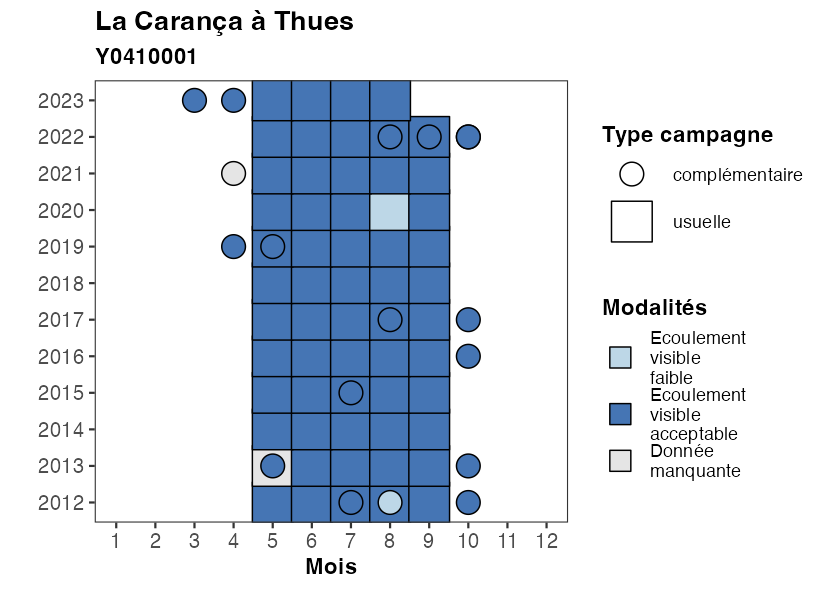 La Carança à Thues
Y0410001
2023
2022
2021
2020
2019
2018
2017
2016
2015
2014
2013
2012
1 2 3 4 5 6 7 8 9 10 11 12
Mois
Type campagne
complémentaire
usuelle
Modalités
Ecoulement
visible
faible
Ecoulement
visible
acceptable
Donnée
manquante